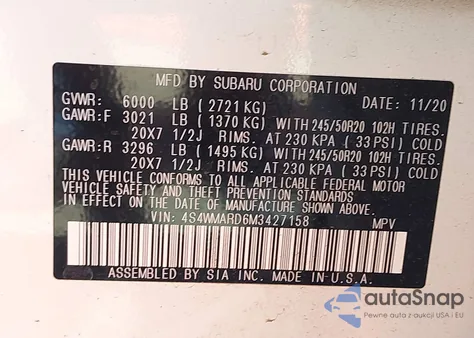 MFD BY SUBARU CORPORATION
GVWR: 6000 LB (2721 KG) DATE: 11/20
GAWR:F 3021 LB (1370 KG) WITH 245/50R20 102H TIRES.
20X7 1/2J RIMS. AT 230 KPA (33 PSI) COLD
GAWR:R 3296 LB (1495 KG) WITH 245/50R20 102H TIRES.
20X7 1/2J RIMS. AT 230 KPA (33 PSI) COLD
THIS VEHICLE CONFORMS TO ALL APPLICABLE FEDERAL MOTOR
VEHICLE SAFETY AND THEFT PREVENTION STANDARDS
IN EFFECT ON THE DATE OF MANUFACTURE SHOWN ABOVE.
VIN: 4S4WMARD6M3427158 MPV
ASSEMBLED BY SIA INC. MADE IN U.S.A.
autoSnap
Pewne auta z aukcji USA i EU